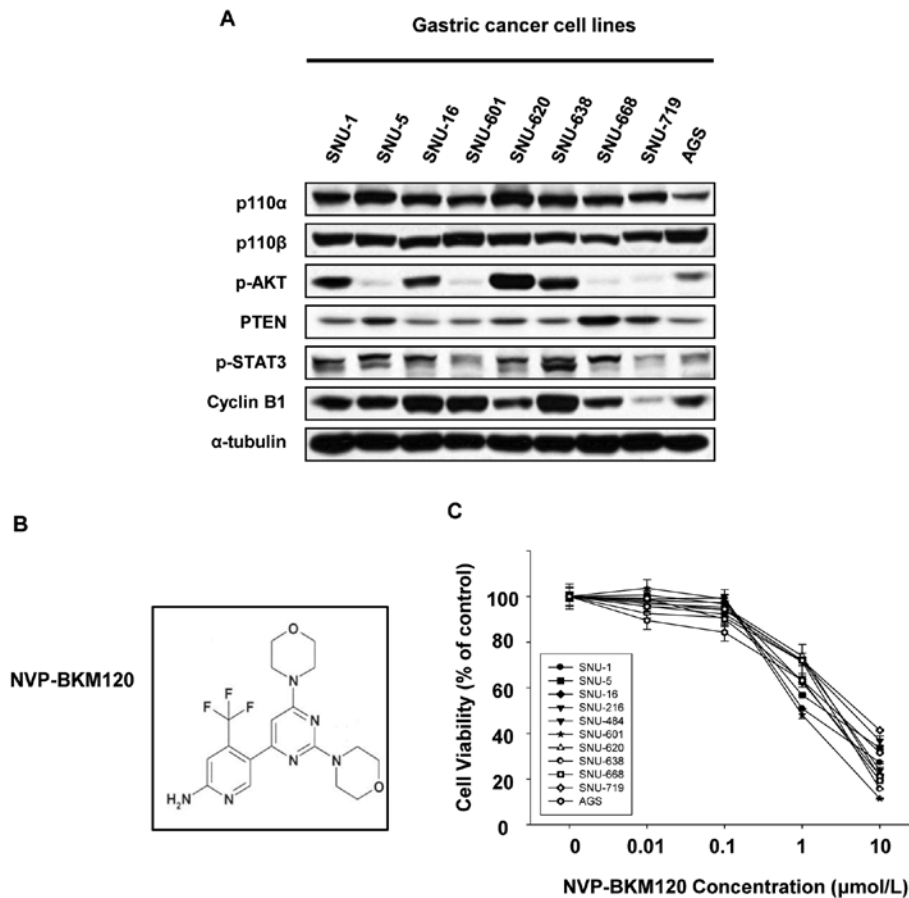 A
Gastric cancer cell lines
SNU-1 SNU-5 SNU-16 SNU-601 SNU-620 SNU-638 SNU-668 SNU-719 AGS
p110α
p110β
p-AKT
PTEN
p-STAT3
Cyclin B1
α-tubulin
B
NVP-BKM120
O
N
F
F F
N
N N
O
H₂N N
C
Cell Viability (% of control)
100
80
60
40
20
0
SNU-1
SNU-5
SNU-16
SNU-216
SNU-484
SNU-601
SNU-620
SNU-638
SNU-668
SNU-719
AGS
0 0.01 0.1 1 10
NVP-BKM120 Concentration (μmol/L)